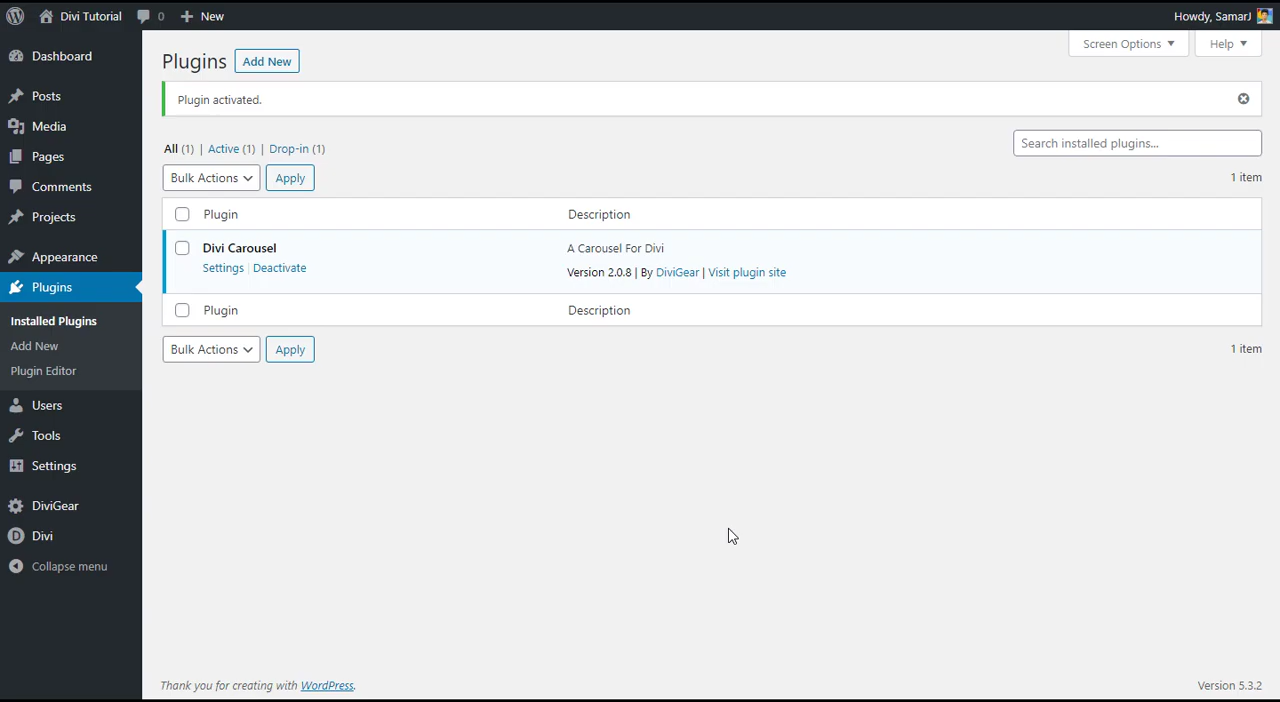 Divi Tutorial 0 New Howdy, SamarJ
Screen Options Help
Dashboard
Posts
Media
Pages
Comments
Projects
Appearance
Plugins
Installed Plugins
Add New
Plugin Editor
Users
Tools
Settings
DiviGear
Divi
Collapse menu
Plugins Add New
Plugin activated.
All (1) | Active (1) | Drop-in (1)
Search installed plugins...
Bulk Actions Apply 1 item
Plugin Description
Divi Carousel A Carousel For Divi
Settings | Deactivate Version 2.0.8 | By DiviGear | Visit plugin site
Plugin Description
Bulk Actions Apply 1 item
Thank you for creating with WordPress. Version 5.3.2